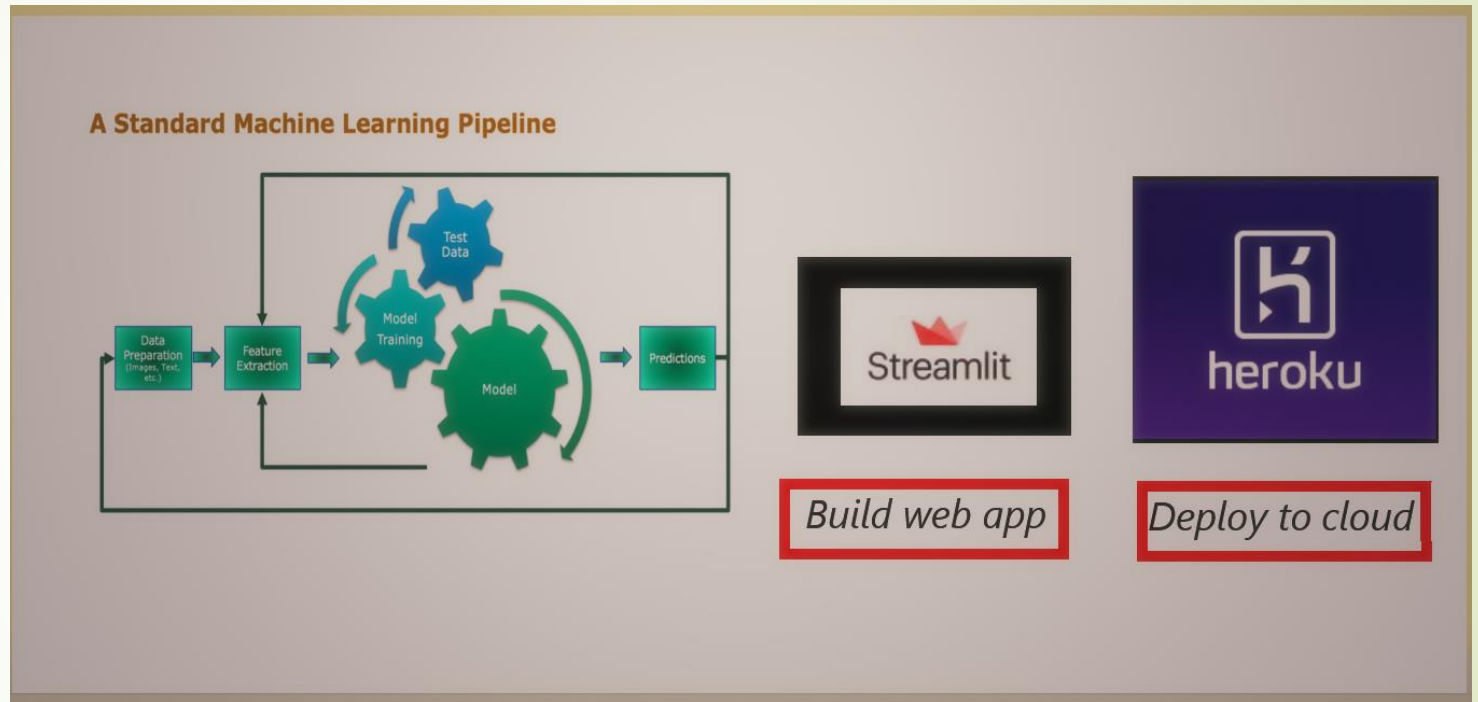 A Standard Machine Learning Pipeline
Test
Data
Model
Training
Data
Preparation
(Images, Text,
etc.)
Feature
Extraction
Model
Predictions
Streamlit
heroku
Build web app
Deploy to cloud